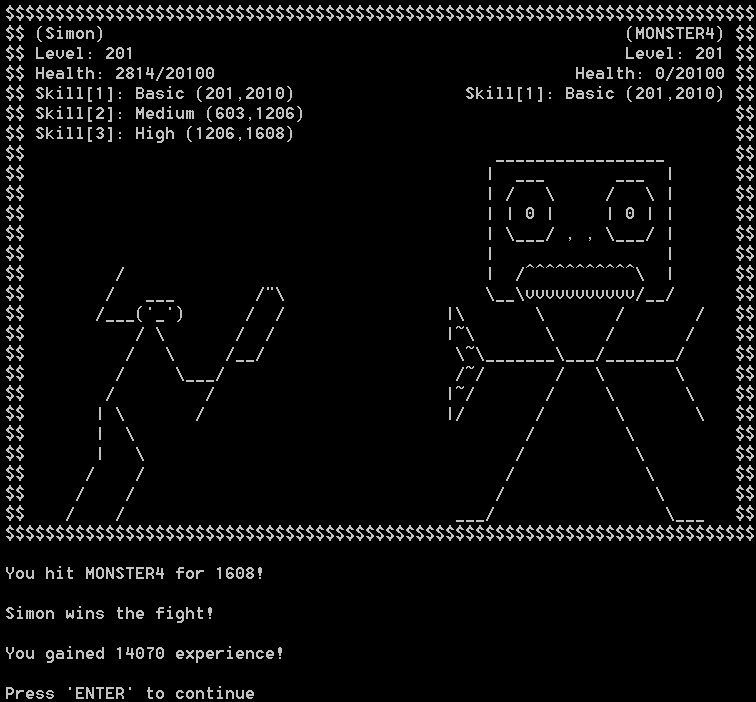 (Simon) (MONSTER4)
Level: 201 Level: 201
Health: 2814/20100 Health: 0/20100
Skill[1]: Basic (201,2010) Skill[1]: Basic (201,2010)
Skill[2]: Medium (603,1206)
Skill[3]: High (1206,1608)
You hit MONSTER4 for 1608!
Simon wins the fight!
You gained 14070 experience!
Press 'ENTER' to continue